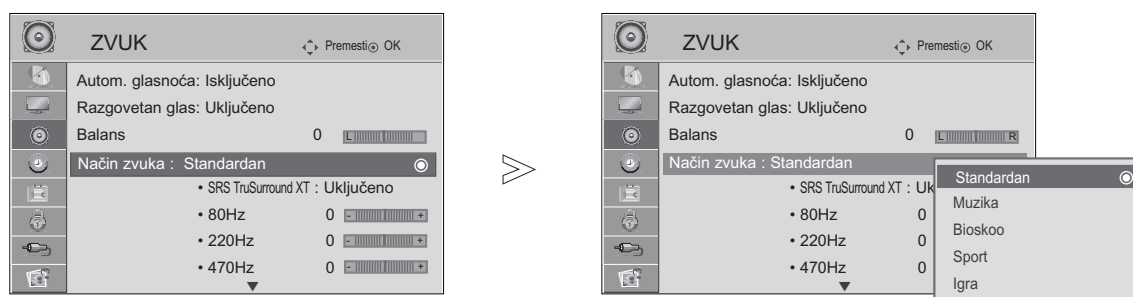 ZVUK
Premesti OK
Autom. glasnoća: Isključeno
Razgovetan glas: Uključeno
Balans 0 L
Način zvuka : Standardan
• SRS TruSurround XT : Uključeno
• 80Hz 0 - +
• 220Hz 0 - +
• 470Hz 0 - +
ZVUK
Premesti OK
Autom. glasnoća: Isključeno
Razgovetan glas: Uključeno
Balans 0 L R
Način zvuka : Standardan
• SRS TruSurround XT : Uk
• 80Hz 0
• 220Hz 0
• 470Hz 0
Standardan
Muzika
Bioskoo
Sport
Igra